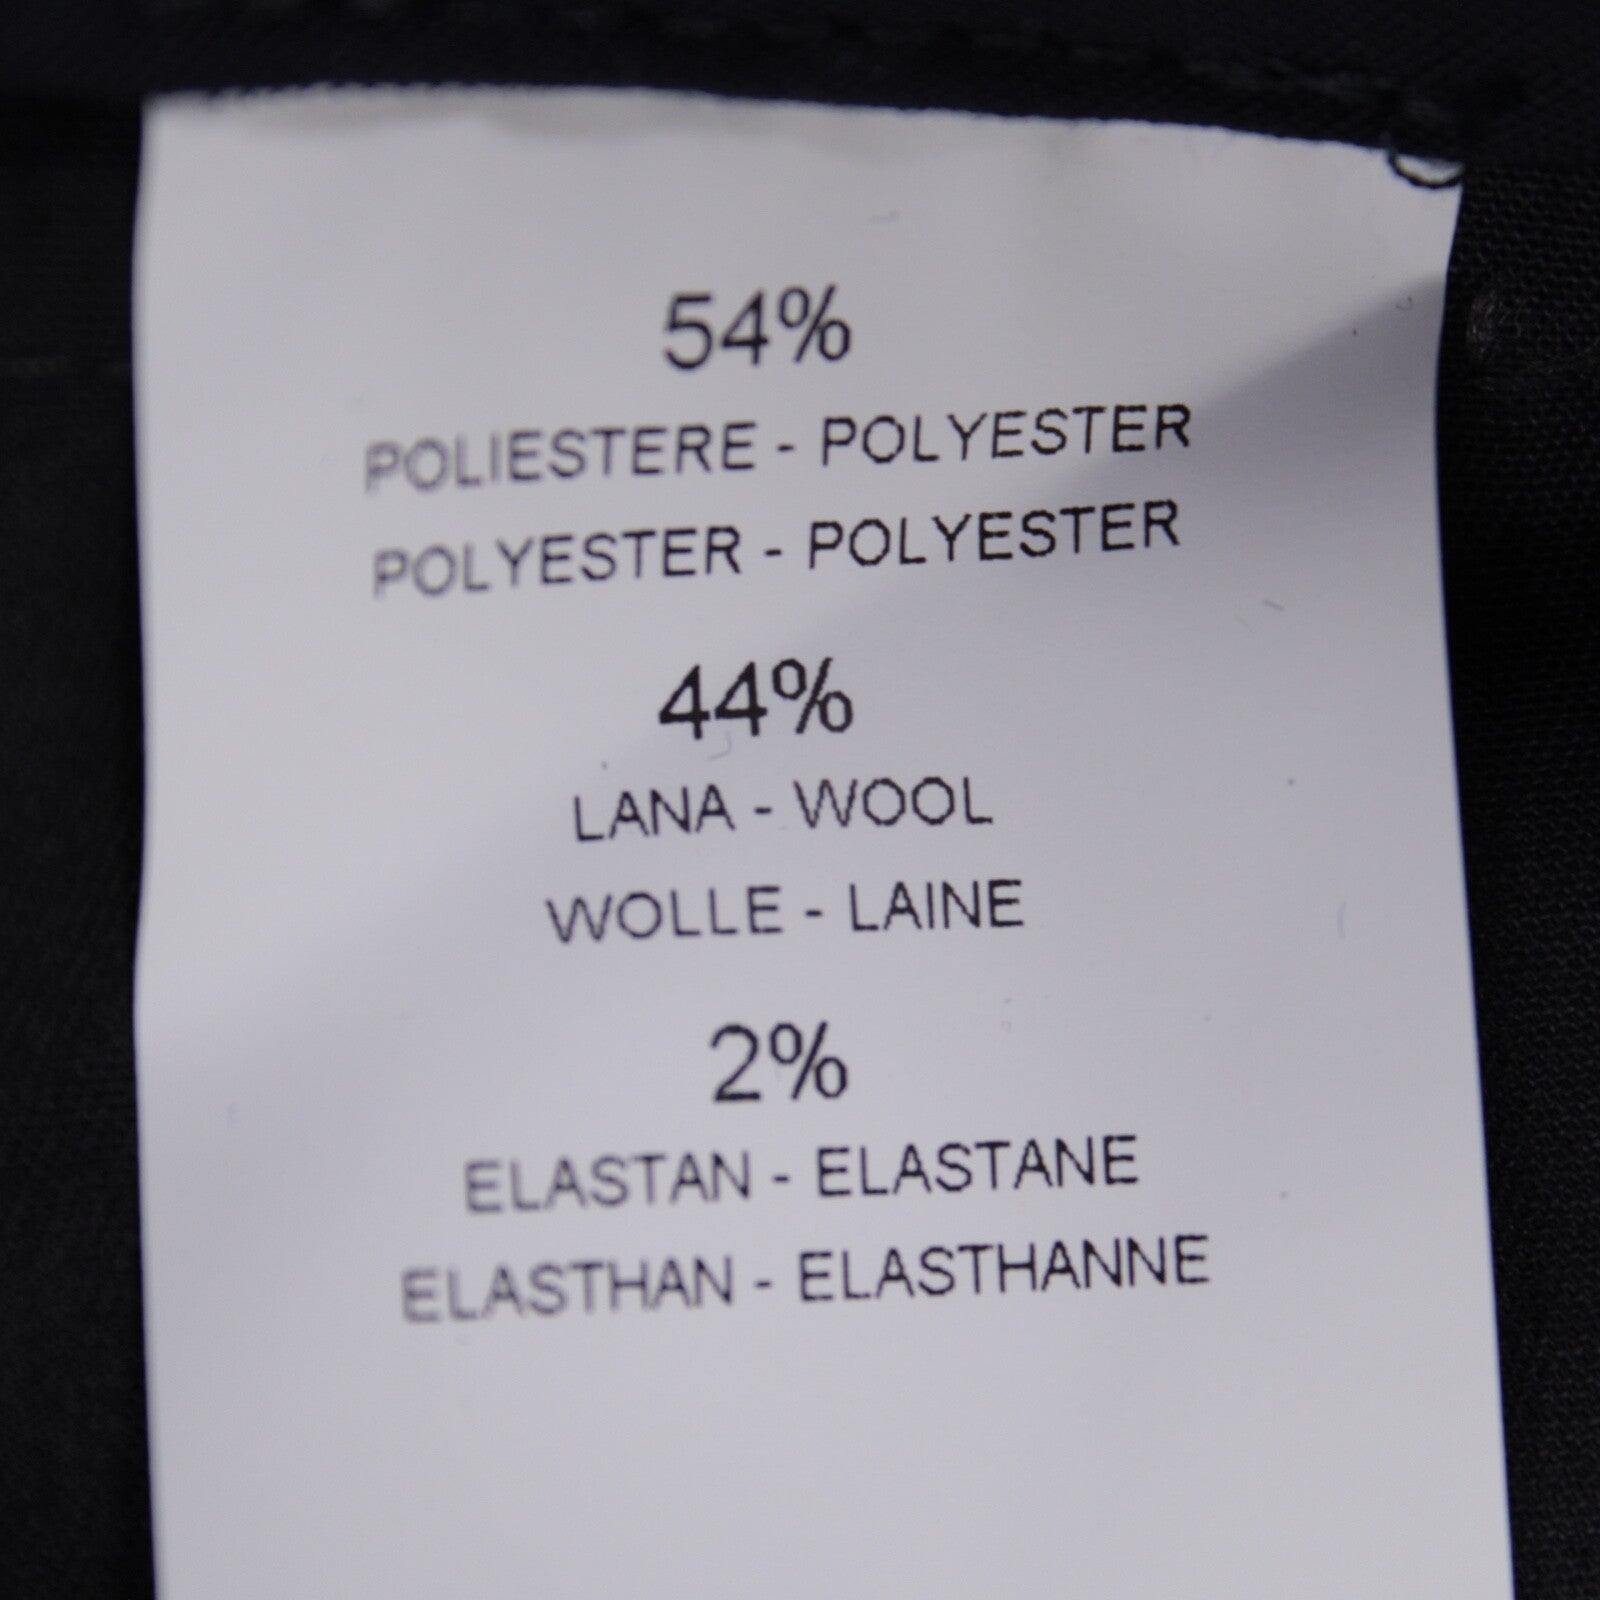 54%
POLIESTERE - POLYESTER
POLYESTER - POLYESTER
44%
LANA - WOOL
WOLLE - LAINE
2%
ELASTAN - ELASTANE
ELASTHAN - ELASTHANNE